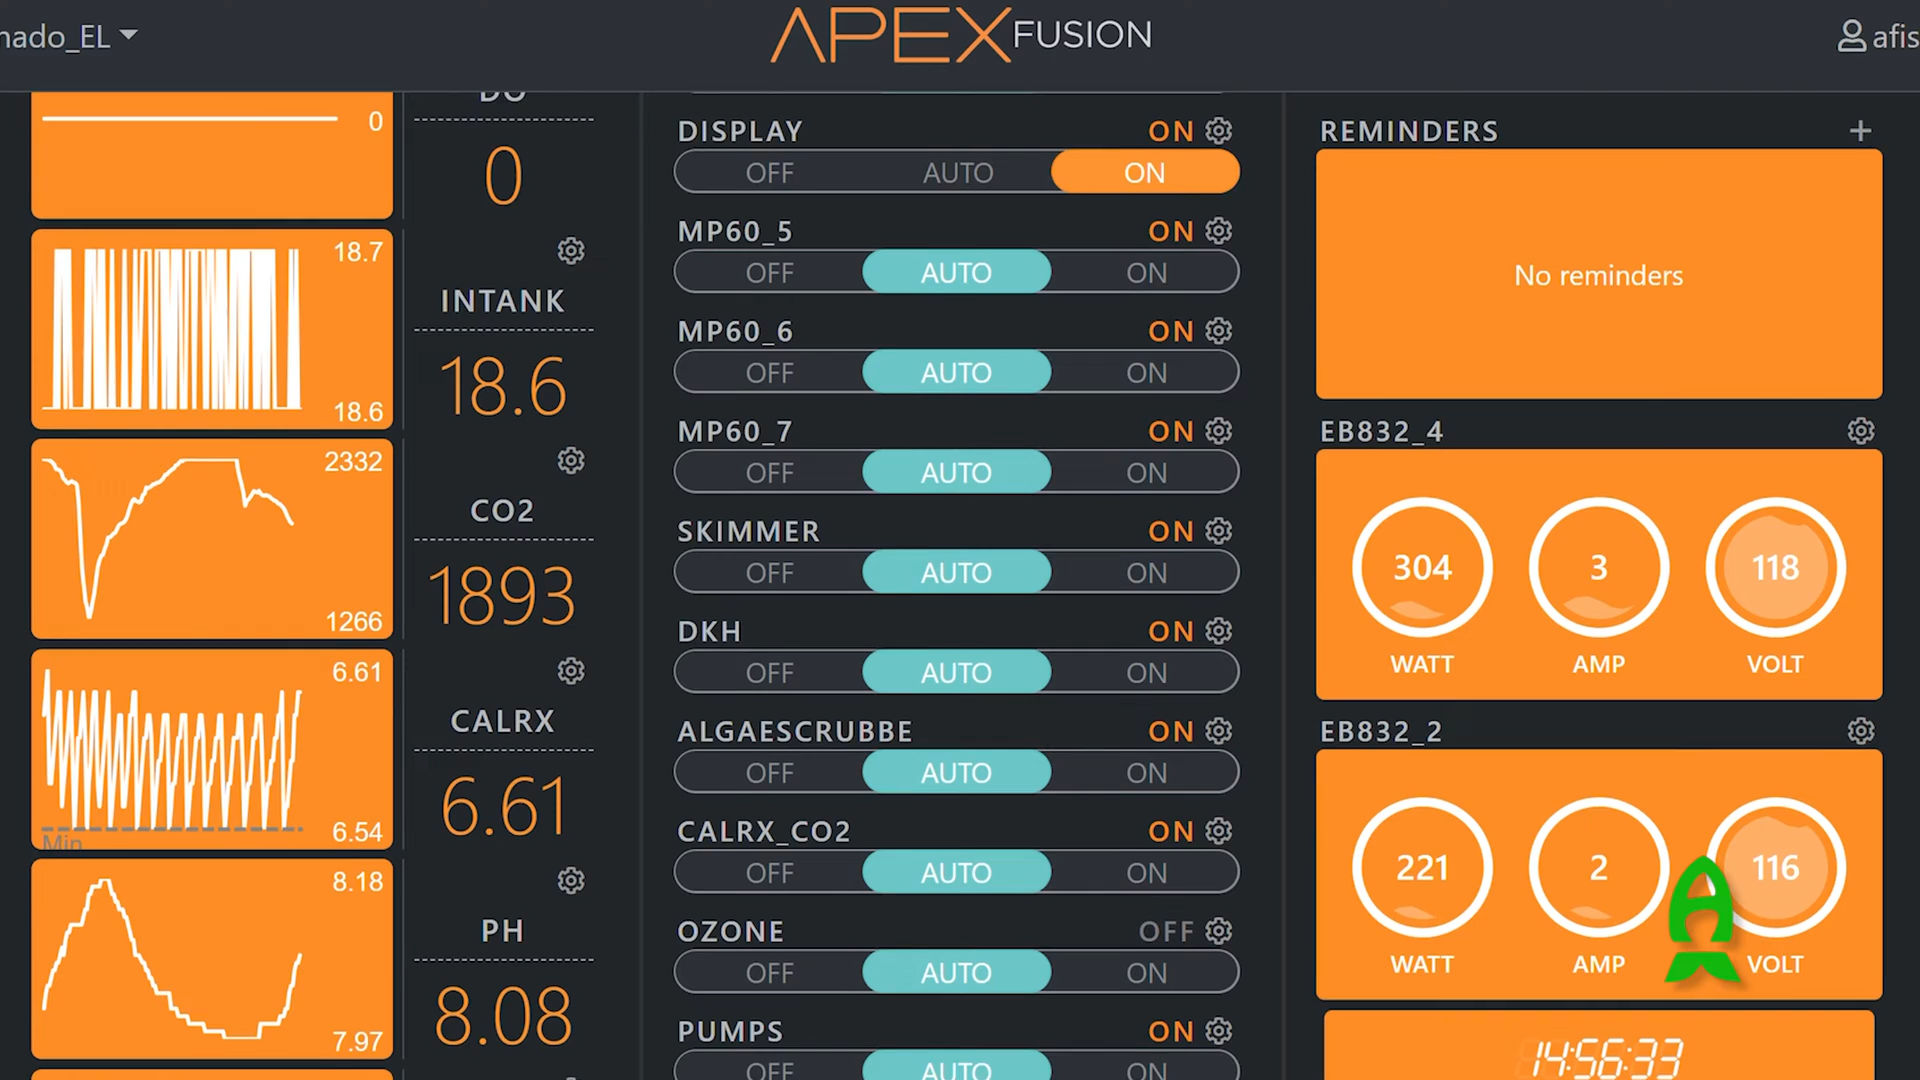 nado_EL
APEX FUSION
afis
0
DO
0
18.7
18.6
INTANK
18.6
2332
1266
CO2
1893
6.61
Min
6.54
CALRX
6.61
8.18
7.97
PH
8.08
DISPLAY ON
OFF AUTO ON
MP60_5 ON
OFF AUTO ON
MP60_6 ON
OFF AUTO ON
MP60_7 ON
OFF AUTO ON
SKIMMER ON
OFF AUTO ON
DKH ON
OFF AUTO ON
ALGAESCRUBBE ON
OFF AUTO ON
CALRX_CO2 ON
OFF AUTO ON
OZONE OFF
OFF AUTO ON
PUMPS ON
OFF AUTO ON
REMINDERS +
No reminders
EB832_4
304 3 118
WATT AMP VOLT
EB832_2
221 2 116
WATT AMP VOLT
14:56:33